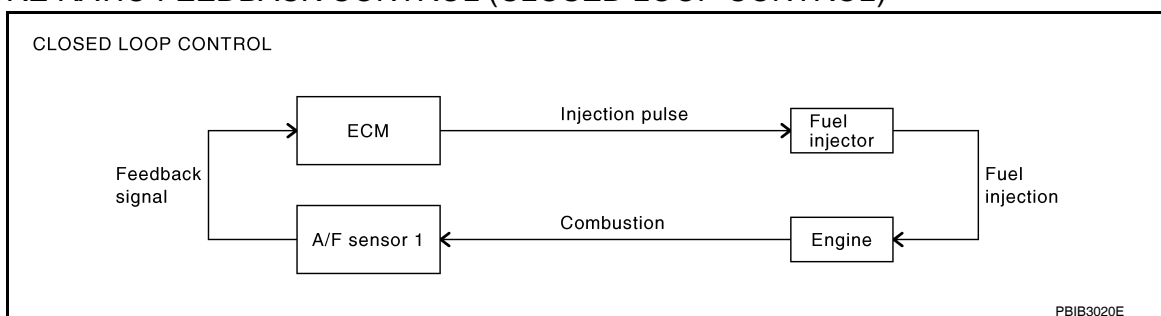 CLOSED LOOP CONTROL
ECM
Injection pulse
Fuel
injector
Feedback
signal
Fuel
injection
A/F sensor 1
Combustion
Engine
PBIB3020E